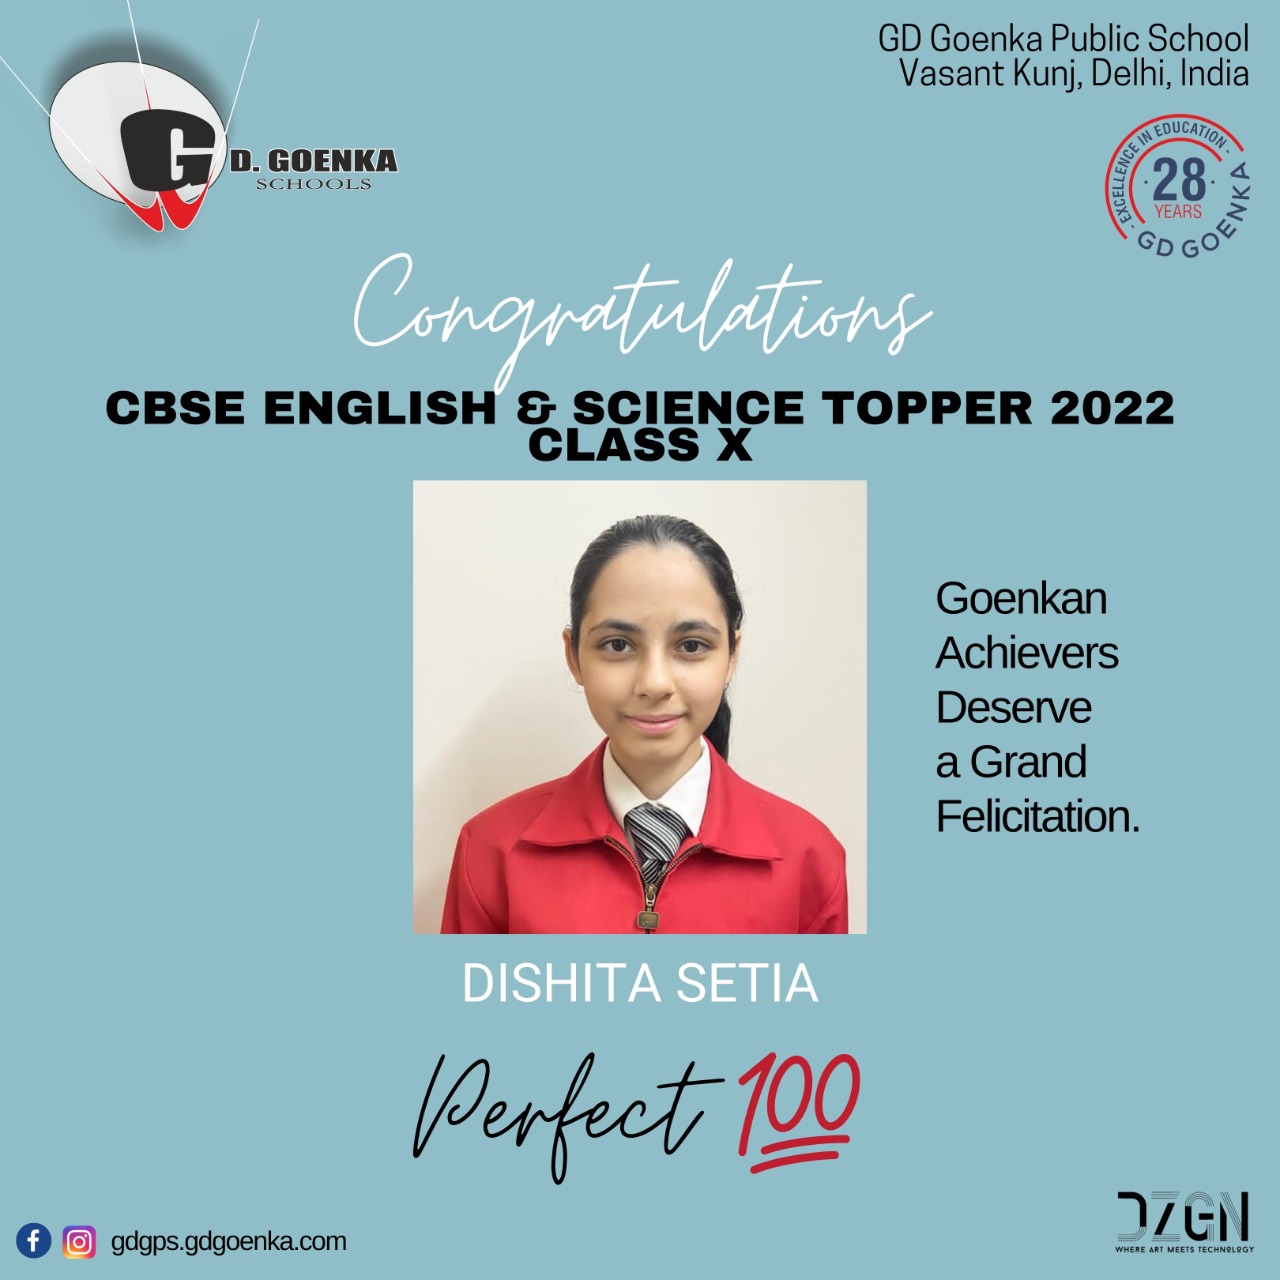 GD Goenka Public School
Vasant Kunj, Delhi, India
G D. GOENKA
SCHOOLS
- EXCELLENCE IN EDUCATION -
· 28 ·
YEARS
GD GOENKA
Congratulations
CBSE ENGLISH & SCIENCE TOPPER 2022
CLASS X
Goenkan
Achievers
Deserve
a Grand
Felicitation.
DISHITA SETIA
Perfect 100
gdgps.gdgoenka.com
DZGN
WHERE ART MEETS TECHNOLOGY